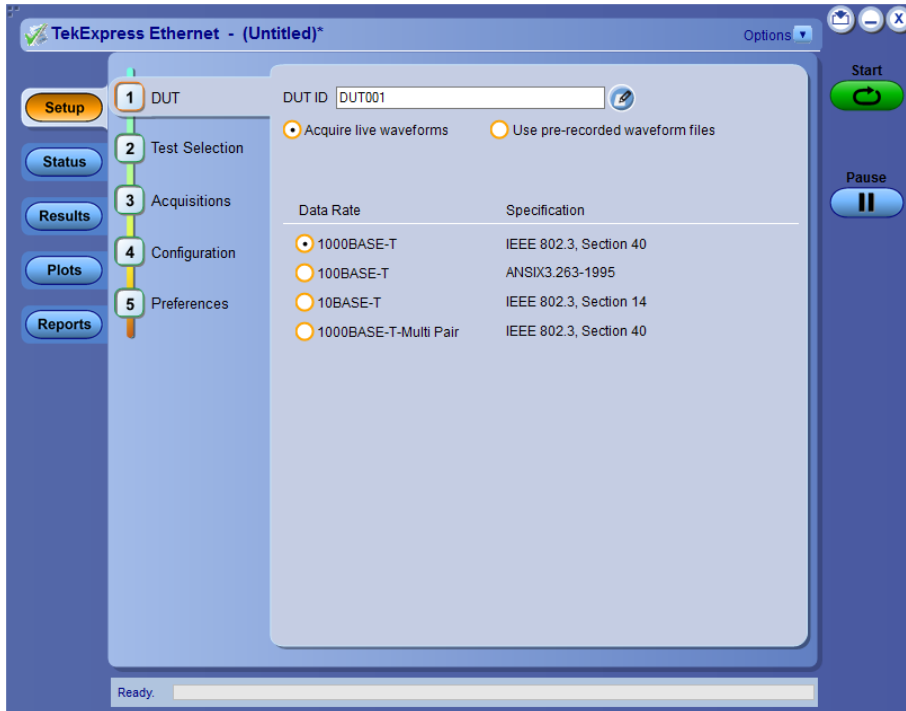 TekExpress Ethernet - (Untitled)*
Options
X
Start
Pause
Setup
Status
Results
Plots
Reports
1 DUT
2 Test Selection
3 Acquisitions
4 Configuration
5 Preferences
DUT ID DUT001
Acquire live waveforms Use pre-recorded waveform files
Data Rate Specification
1000BASE-T IEEE 802.3, Section 40
100BASE-T ANSIX3.263-1995
10BASE-T IEEE 802.3, Section 14
1000BASE-T-Multi Pair IEEE 802.3, Section 40
Ready.